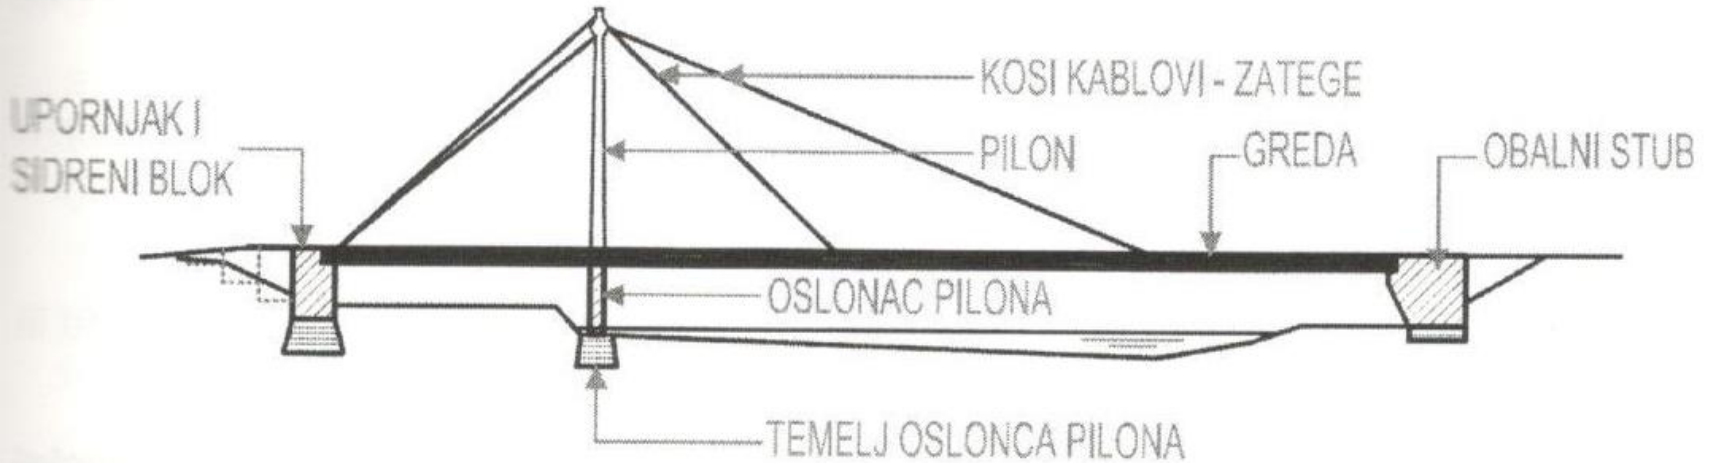 UPORNJAK I
SIDRENI BLOK
KOSI KABLOVI - ZATEGE
PILON
GREDA
OBALNI STUB
OSLONAC PILONA
TEMELJ OSLONCA PILONA